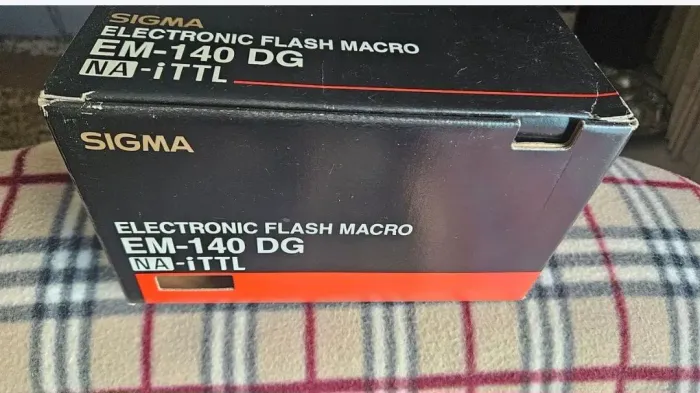 SIGMA
ELECTRONIC FLASH MACRO
EM-140 DG
NA-iTTL
SIGMA
ELECTRONIC FLASH MACRO
EM-140 DG
NA-iTTL